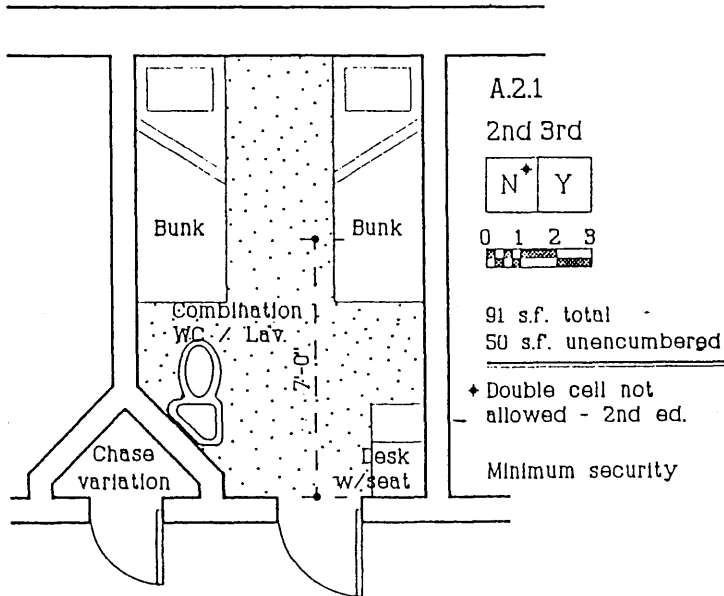 A.2.1
2nd 3rd
N✦ Y
0 1 2 3
91 s.f. total
50 s.f. unencumbered
✦ Double cell not
allowed - 2nd ed.
Minimum security
Bunk
Bunk
Combination
WC / Lav.
7'-0"
Chase
variation
Desk
w/seat